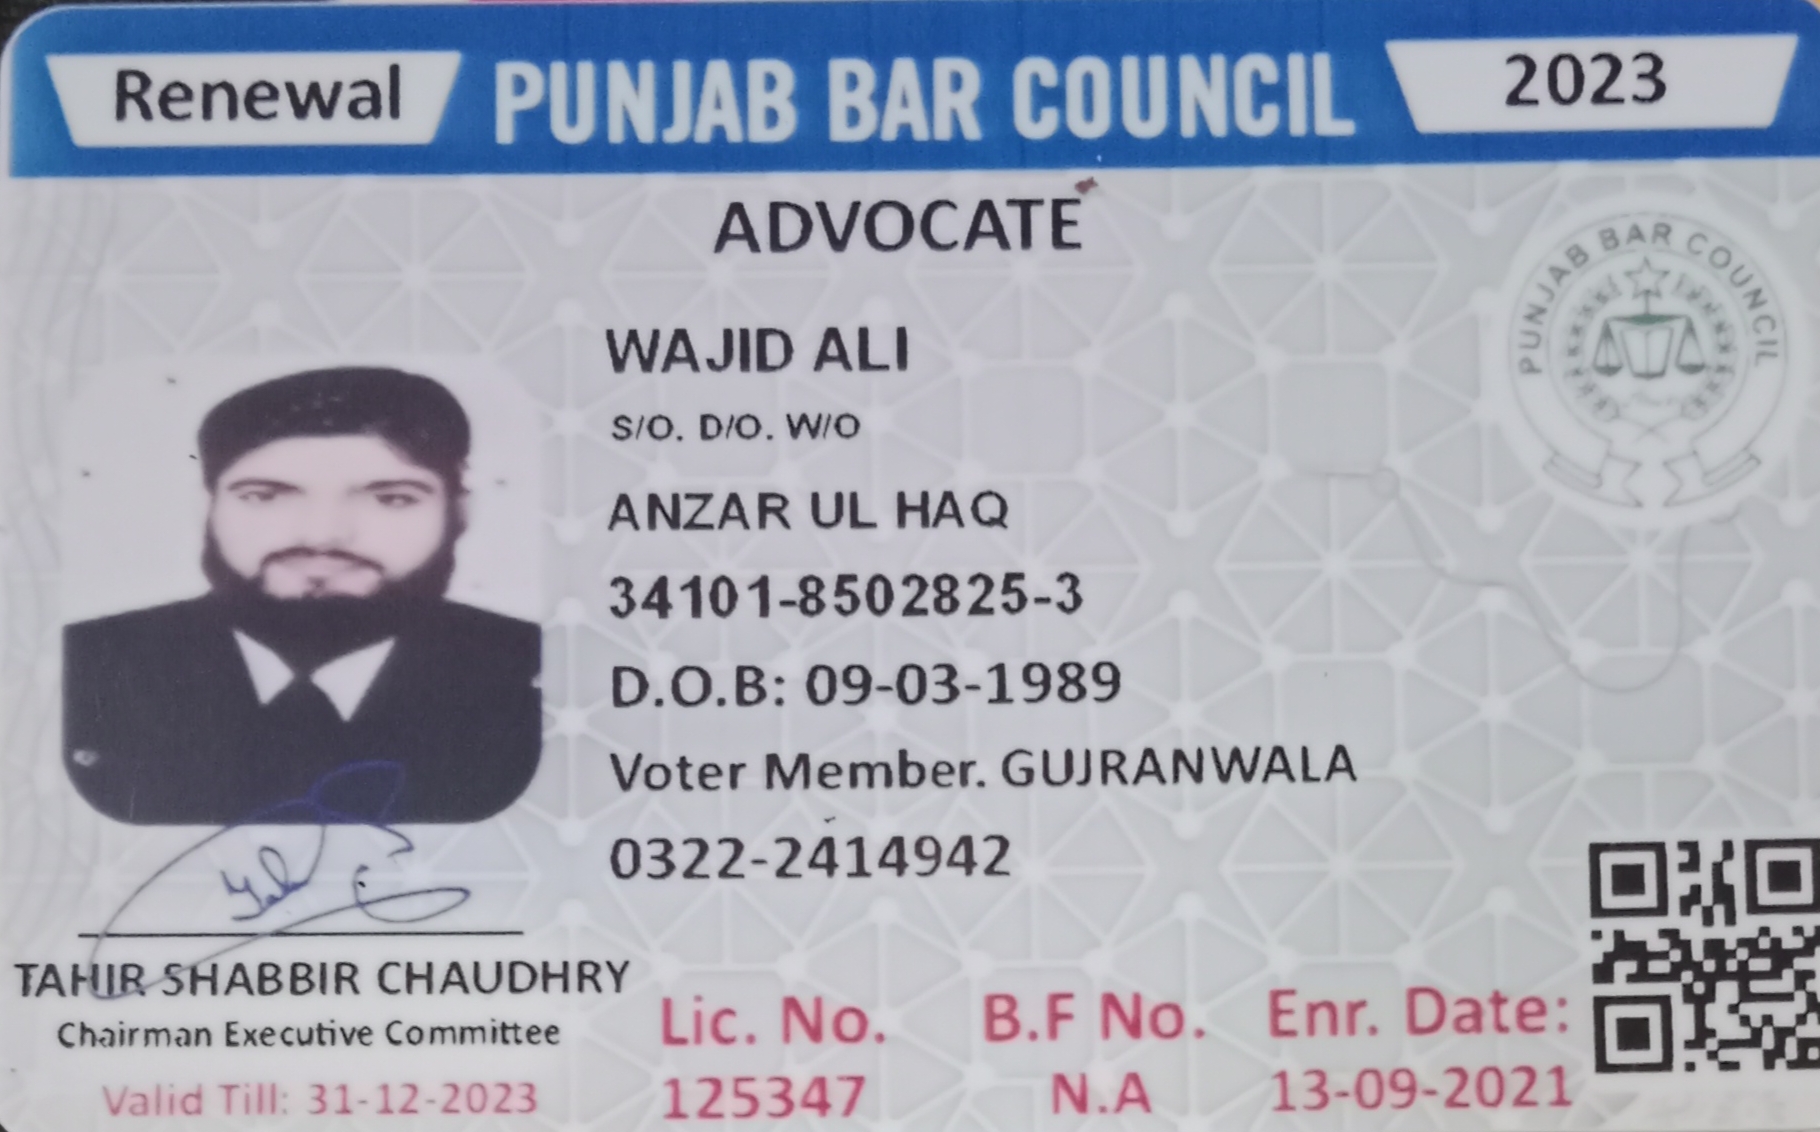 Renewal PUNJAB BAR COUNCIL 2023
ADVOCATE
PUNJAB BAR COUNCIL
WAJID ALI
S/O. D/O. W/O
ANZAR UL HAQ
34101-8502825-3
D.O.B: 09-03-1989
Voter Member. GUJRANWALA
0322-2414942
TAHIR SHABBIR CHAUDHRY
Chairman Executive Committee
Valid Till: 31-12-2023
Lic. No. B.F No. Enr. Date:
125347 N.A 13-09-2021